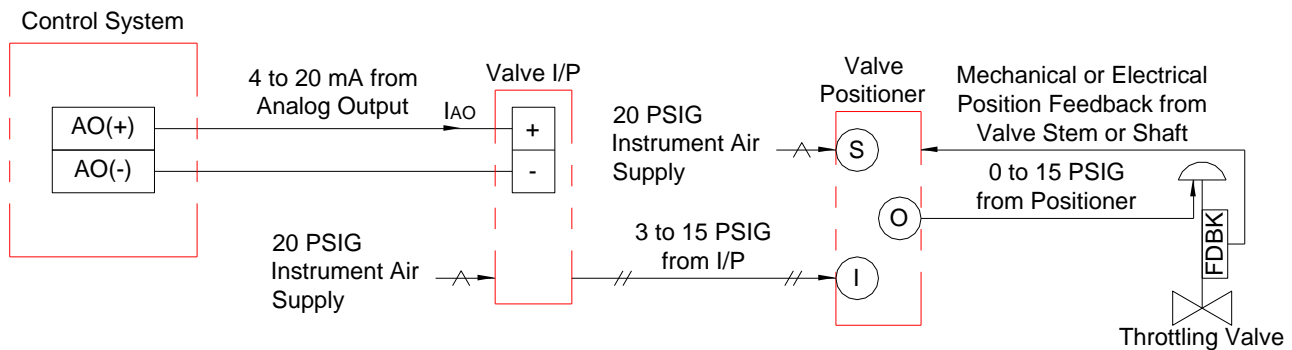 Control System
AO(+)
AO(-)
4 to 20 mA from
Analog Output
IAO
Valve I/P
+
-
20 PSIG
Instrument Air
Supply
3 to 15 PSIG
from I/P
20 PSIG
Instrument Air
Supply
Valve
Positioner
S
O
I
Mechanical or Electrical
Position Feedback from
Valve Stem or Shaft
0 to 15 PSIG
from Positioner
FDBK
Throttling Valve